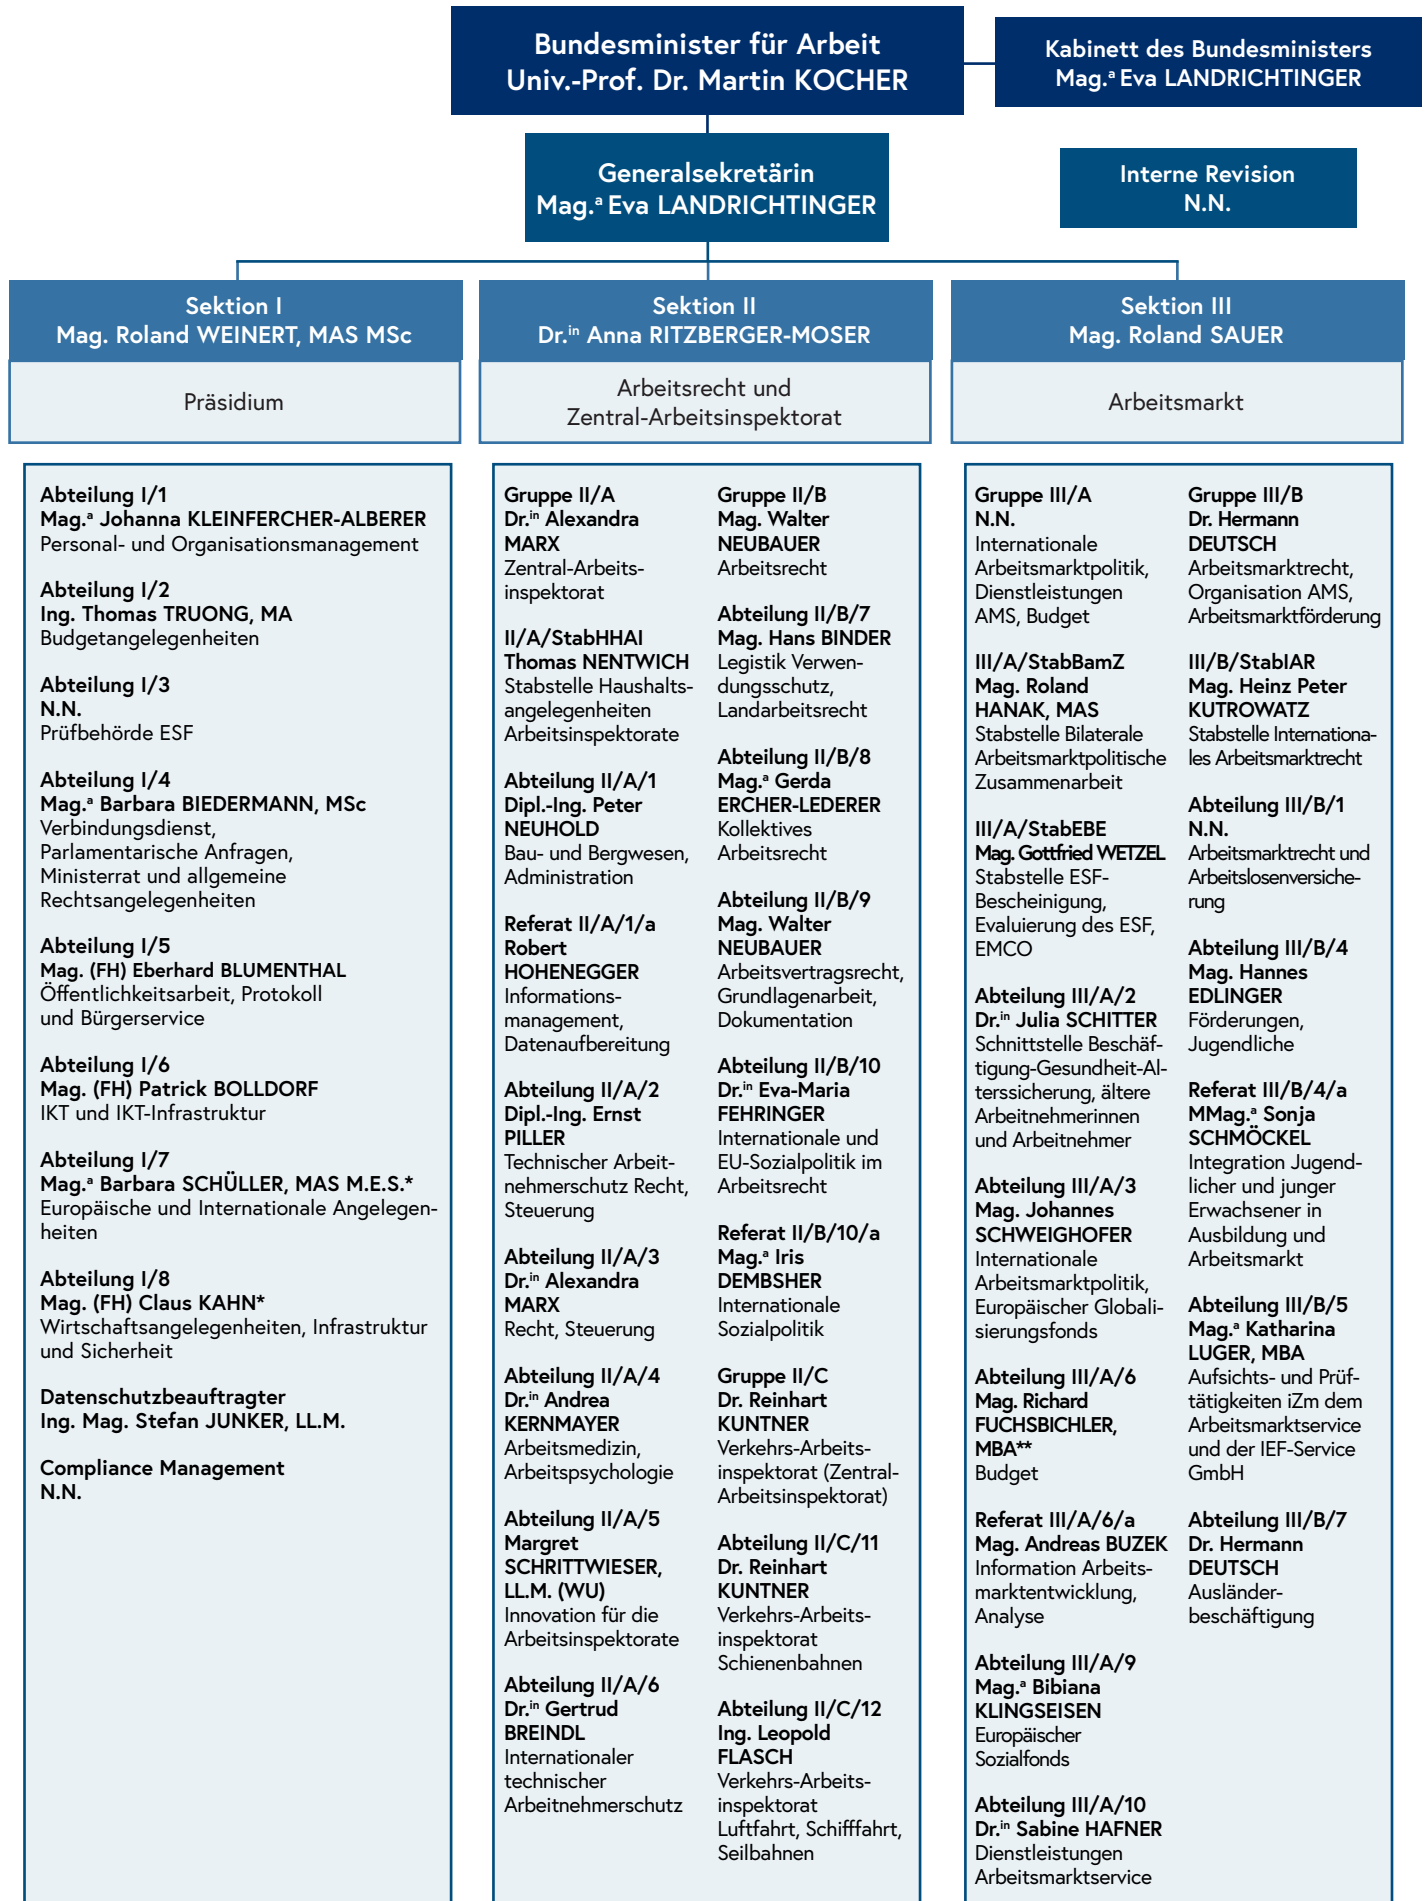 Bundesminister für Arbeit
Univ.-Prof. Dr. Martin KOCHER
Kabinett des Bundesministers
Mag.ª Eva LANDRICHTINGER
Generalsekretärin
Mag.ª Eva LANDRICHTINGER
Interne Revision
N.N.
Sektion I
Mag. Roland WEINERT, MAS MSc
Präsidium
Sektion II
Dr.ⁱⁿ Anna RITZBERGER-MOSER
Arbeitsrecht und
Zentral-Arbeitsinspektorat
Sektion III
Mag. Roland SAUER
Arbeitsmarkt
Abteilung I/1
Mag.ª Johanna KLEINFERCHER-ALBERER
Personal- und Organisationsmanagement
Abteilung I/2
Ing. Thomas TRUONG, MA
Budgetangelegenheiten
Abteilung I/3
N.N.
Prüfbehörde ESF
Abteilung I/4
Mag.ª Barbara BIEDERMANN, MSc
Verbindungsdienst,
Parlamentarische Anfragen,
Ministerrat und allgemeine
Rechtsangelegenheiten
Abteilung I/5
Mag. (FH) Eberhard BLUMENTHAL
Öffentlichkeitsarbeit, Protokoll
und Bürgerservice
Abteilung I/6
Mag. (FH) Patrick BOLLDORF
IKT und IKT-Infrastruktur
Abteilung I/7
Mag.ª Barbara SCHÜLLER, MAS M.E.S.*
Europäische und Internationale Angelegen-
heiten
Abteilung I/8
Mag. (FH) Claus KAHN*
Wirtschaftsangelegenheiten, Infrastruktur
und Sicherheit
Datenschutzbeauftragter
Ing. Mag. Stefan JUNKER, LL.M.
Compliance Management
N.N.
Gruppe II/A
Dr.ⁱⁿ Alexandra
MARX
Zentral-Arbeits-
inspektorat
II/A/StabHHAI
Thomas NENTWICH
Stabstelle Haushalts-
angelegenheiten
Arbeitsinspektorate
Abteilung II/A/1
Dipl.-Ing. Peter
NEUHOLD
Bau- und Bergwesen,
Administration
Referat II/A/1/a
Robert
HOHENEGGER
Informations-
management,
Datenaufbereitung
Abteilung II/A/2
Dipl.-Ing. Ernst
PILLER
Technischer Arbeit-
nehmerschutz Recht,
Steuerung
Abteilung II/A/3
Dr.ⁱⁿ Alexandra
MARX
Recht, Steuerung
Abteilung II/A/4
Dr.ⁱⁿ Andrea
KERNMAYER
Arbeitsmedizin,
Arbeitspsychologie
Abteilung II/A/5
Margret
SCHRITTWIESER,
LL.M. (WU)
Innovation für die
Arbeitsinspektorate
Abteilung II/A/6
Dr.ⁱⁿ Gertrud
BREINDL
Internationaler
technischer
Arbeitnehmerschutz
Gruppe II/B
Mag. Walter
NEUBAUER
Arbeitsrecht
Abteilung II/B/7
Mag. Hans BINDER
Legistik Verwen-
dungsschutz,
Landarbeitsrecht
Abteilung II/B/8
Mag.ª Gerda
ERCHER-LEDERER
Kollektives
Arbeitsrecht
Abteilung II/B/9
Mag. Walter
NEUBAUER
Arbeitsvertragsrecht,
Grundlagenarbeit,
Dokumentation
Abteilung II/B/10
Dr.ⁱⁿ Eva-Maria
FEHRINGER
Internationale und
EU-Sozialpolitik im
Arbeitsrecht
Referat II/B/10/a
Mag.ª Iris
DEMBSHER
Internationale
Sozialpolitik
Gruppe II/C
Dr. Reinhart
KUNTNER
Verkehrs-Arbeits-
inspektorat (Zentral-
Arbeitsinspektorat)
Abteilung II/C/11
Dr. Reinhart
KUNTNER
Verkehrs-Arbeits-
inspektorat
Schienenbahnen
Abteilung II/C/12
Ing. Leopold
FLASCH
Verkehrs-Arbeits-
inspektorat
Luftfahrt, Schifffahrt,
Seilbahnen
Gruppe III/A
N.N.
Internationale
Arbeitsmarktpolitik,
Dienstleistungen
AMS, Budget
III/A/StabBamZ
Mag. Roland
HANAK, MAS
Stabstelle Bilaterale
Arbeitsmarktpolitische
Zusammenarbeit
III/A/StabEBE
Mag. Gottfried WETZEL
Stabstelle ESF-
Bescheinigung,
Evaluierung des ESF,
EMCO
Abteilung III/A/2
Dr.ⁱⁿ Julia SCHITTER
Schnittstelle Beschäf-
tigung-Gesundheit-Al-
terssicherung, ältere
Arbeitnehmerinnen
und Arbeitnehmer
Abteilung III/A/3
Mag. Johannes
SCHWEIGHOFER
Internationale
Arbeitsmarktpolitik,
Europäischer Globali-
sierungsfonds
Abteilung III/A/6
Mag. Richard
FUCHSBICHLER,
MBA**
Budget
Referat III/A/6/a
Mag. Andreas BUZEK
Information Arbeits-
marktentwicklung,
Analyse
Abteilung III/A/9
Mag.ª Bibiana
KLINGSEISEN
Europäischer
Sozialfonds
Abteilung III/A/10
Dr.ⁱⁿ Sabine HAFNER
Dienstleistungen
Arbeitsmarktservice
Gruppe III/B
Dr. Hermann
DEUTSCH
Arbeitsmarktrecht,
Organisation AMS,
Arbeitsmarktförderung
III/B/StabIAR
Mag. Heinz Peter
KUTROWATZ
Stabstelle Internationa-
les Arbeitsmarktrecht
Abteilung III/B/1
N.N.
Arbeitsmarktrecht und
Arbeitslosenversiche-
rung
Abteilung III/B/4
Mag. Hannes
EDLINGER
Förderungen,
Jugendliche
Referat III/B/4/a
MMag.ª Sonja
SCHMÖCKEL
Integration Jugend-
licher und junger
Erwachsener in
Ausbildung und
Arbeitsmarkt
Abteilung III/B/5
Mag.ª Katharina
LUGER, MBA
Aufsichts- und Prüf-
tätigkeiten iZm dem
Arbeitsmarktservice
und der IEF-Service
GmbH
Abteilung III/B/7
Dr. Hermann
DEUTSCH
Ausländer-
beschäftigung